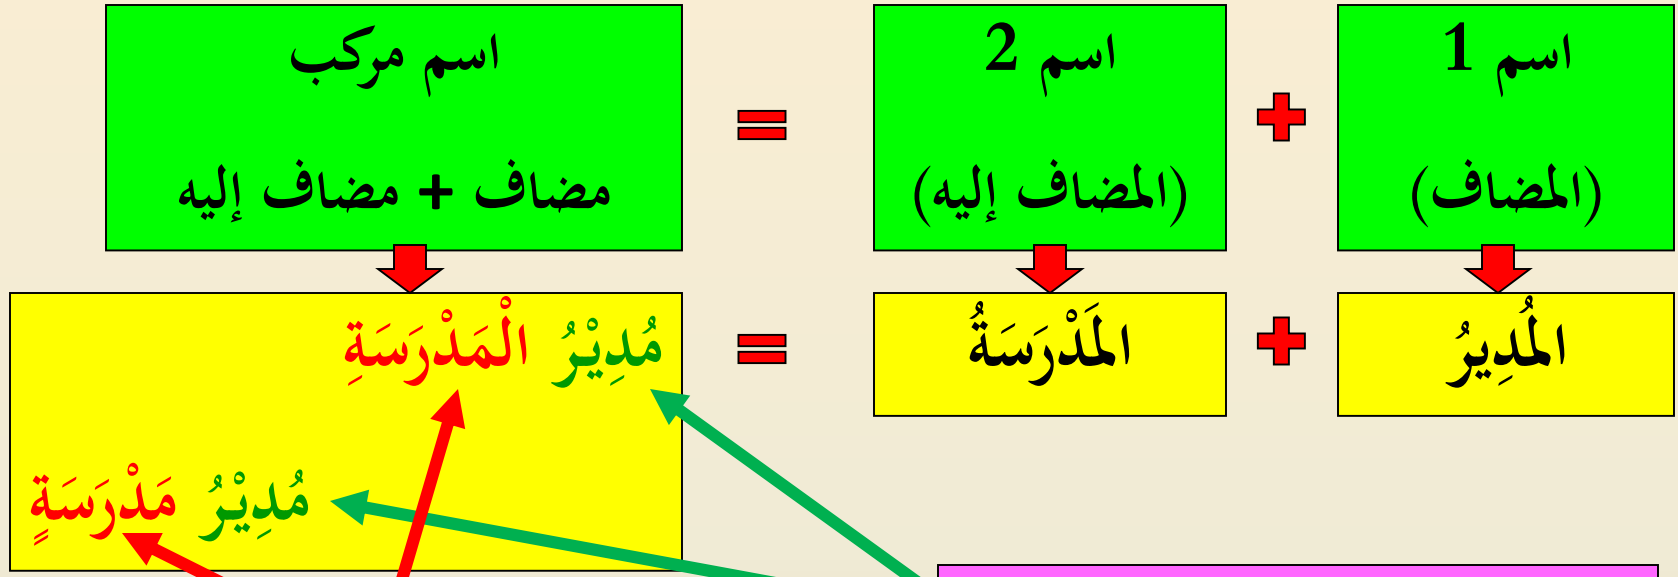 اسم 1
(المضاف)
+
اسم 2
(المضاف إليه)
=
اسم مركب
مضاف + مضاف إليه
المُدِيرُ
+
المَدْرَسَةُ
=
مُدِيْرُ الْمَدْرَسَةِ
مُدِيْرُ مَدْرَسَةٍ